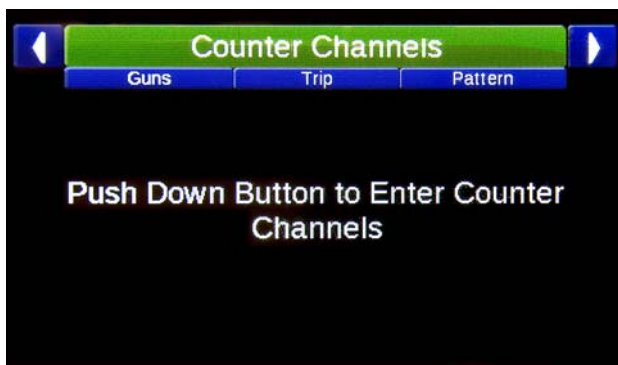 Counter Channels
Guns Trip Pattern
Push Down Button to Enter Counter
Channels